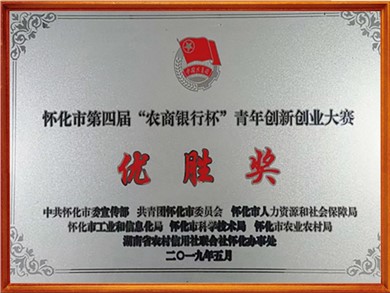 怀化市第四届“农商银行杯”青年创新创业大赛
优胜奖
中共怀化市委宣传部 共青团怀化市委员会 怀化市人力资源和社会保障局
怀化市工业和信息化局 怀化市科学技术局 怀化市农业农村局
湖南省农村信用社联合社怀化办事处
二〇一九年五月